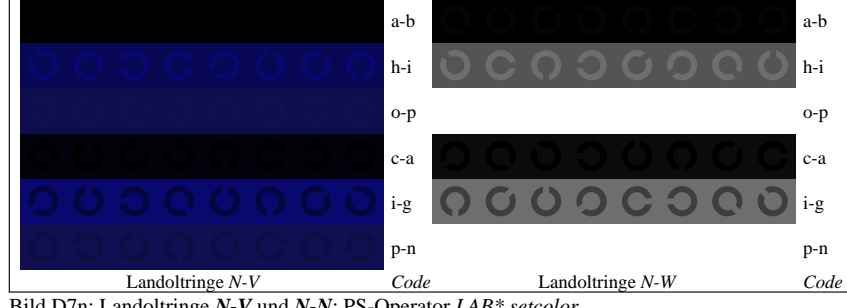 a-b a-b
h-i h-i
o-p o-p
c-a c-a
i-g i-g
p-n p-n
Landoltringe N-V Code Landoltringe N-W Code
Bild D7n: Landoltringe N-V und N-N; PS-Operator LAB* setcolor